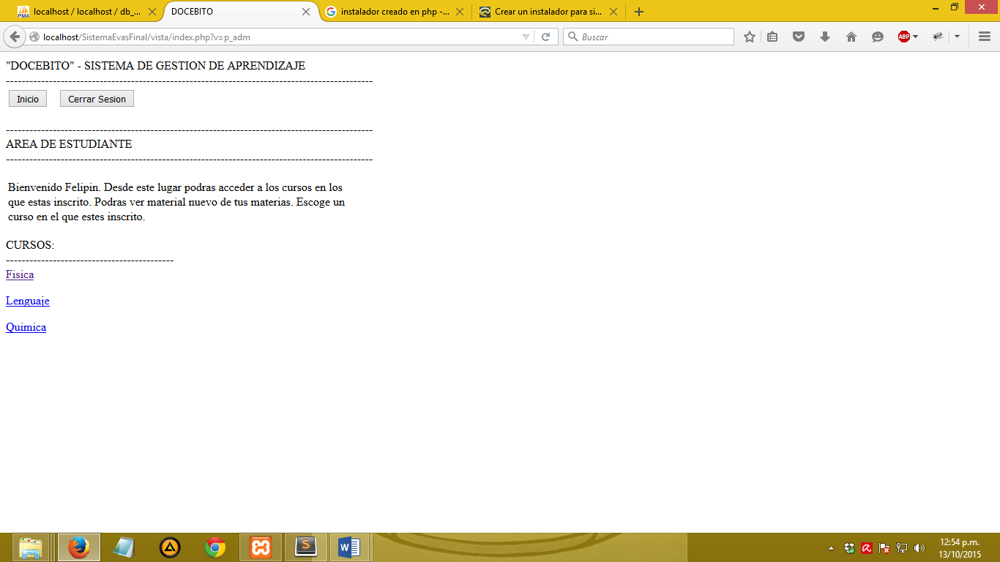 localhost / localhost / db_...
DOCEBITO
instalador creado en php -...
Crear un instalador para si...
localhost/SistemaEvasFinal/vista/index.php?v=p_adm
Buscar
ABP
"DOCEBITO" - SISTEMA DE GESTION DE APRENDIZAJE
-----------------------------------------------------------------------------------------------
Inicio Cerrar Sesion
-----------------------------------------------------------------------------------------------
AREA DE ESTUDIANTE
-----------------------------------------------------------------------------------------------
Bienvenido Felipin. Desde este lugar podras acceder a los cursos en los
que estas inscrito. Podras ver material nuevo de tus materias. Escoge un
curso en el que estes inscrito.
CURSOS:
-------------------------------------------
Fisica
Lenguaje
Quimica
12:54 p.m.
13/10/2015